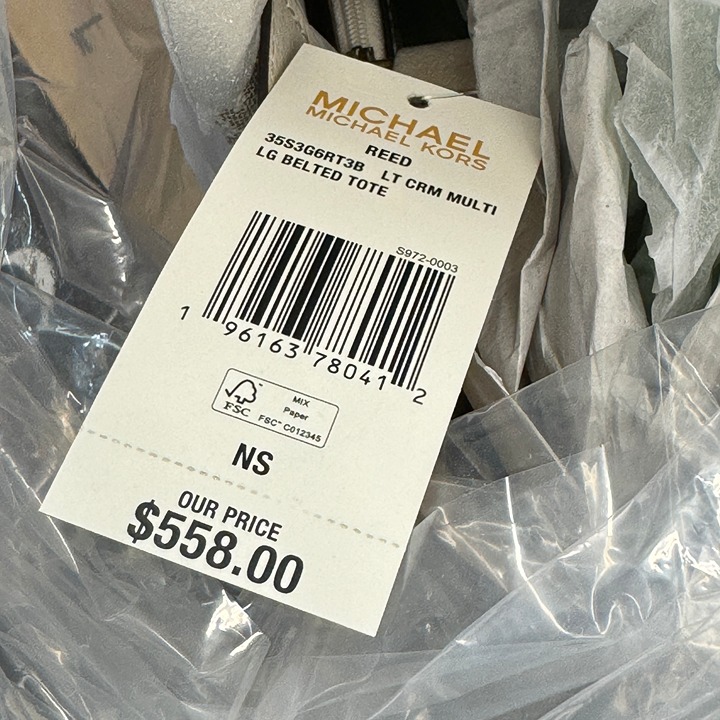 MICHAEL
MICHAEL KORS
REED
35S3G6RT3B LT CRM MULTI
LG BELTED TOTE
S972-0003
1 96163 78041 2
FSC
MIX
Paper
FSC™ C012345
NS
OUR PRICE
$558.00